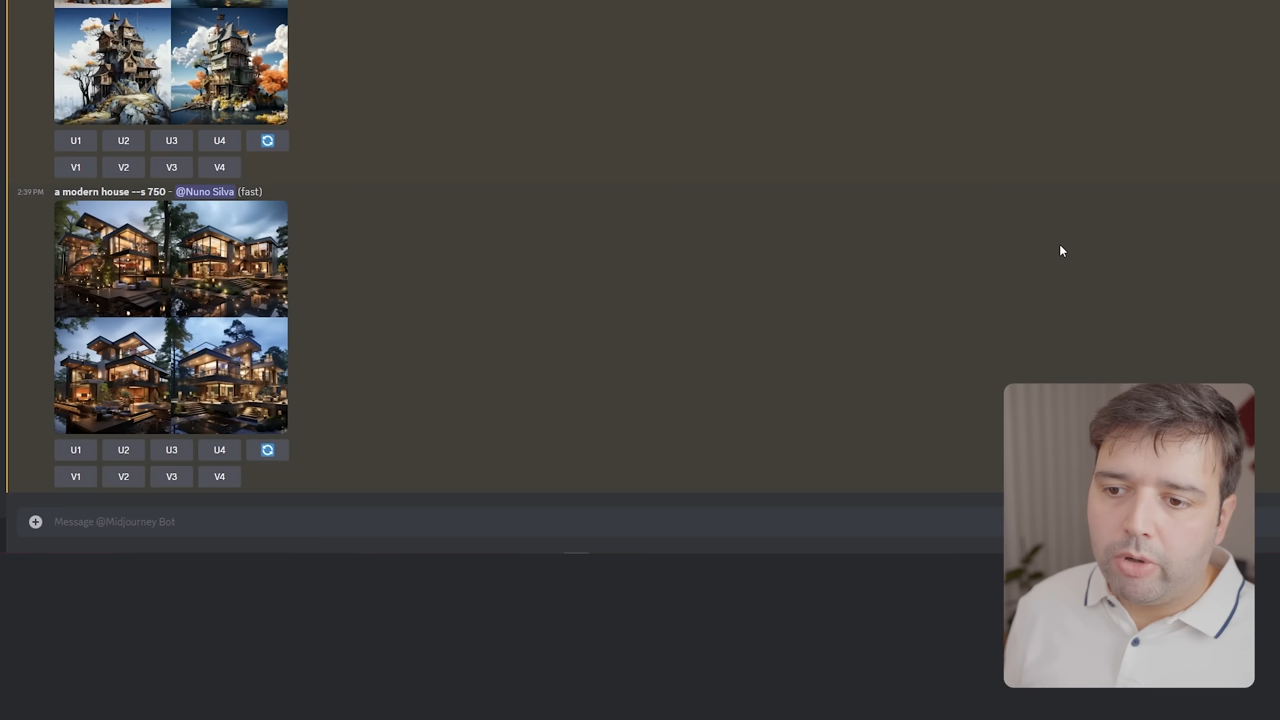 U1 U2 U3 U4
V1 V2 V3 V4
2:39 PM a modern house --s 750 - @Nuno Silva (fast)
U1 U2 U3 U4
V1 V2 V3 V4
Message @Midjourney Bot